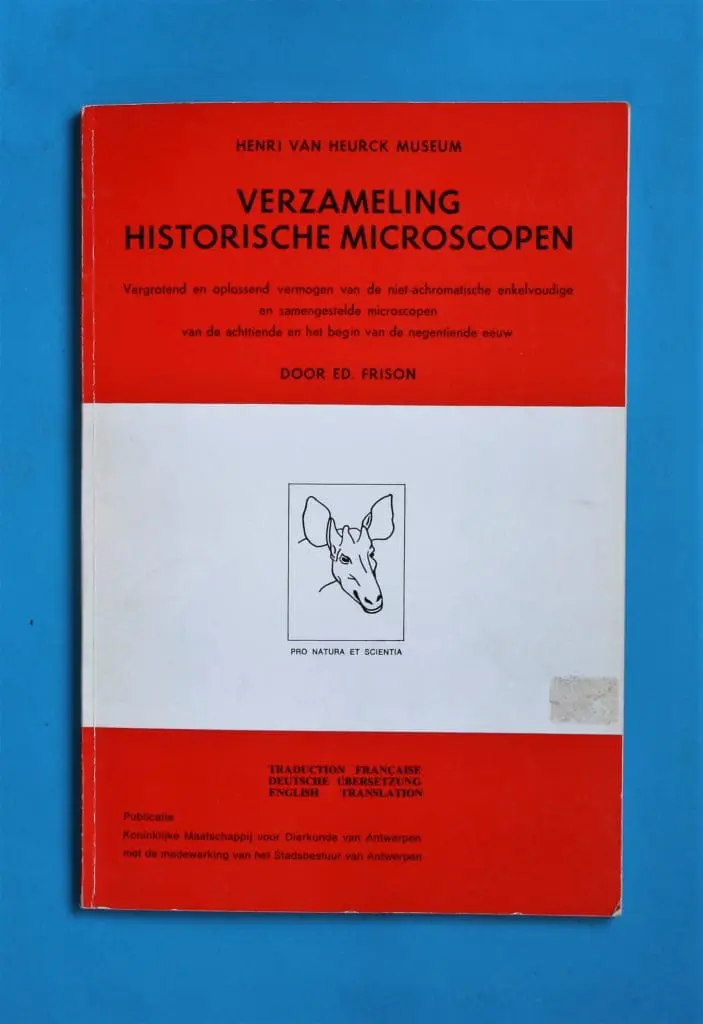 HENRI VAN HEURCK MUSEUM
VERZAMELING
HISTORISCHE MICROSCOPEN
Vergrotend en oplossend vermogen van de niet-achromatische enkelvoudige
en samengestelde microscopen
van de achttiende en het begin van de negentiende eeuw
DOOR ED. FRISON
PRO NATURA ET SCIENTIA
TRADUCTION FRANÇAISE
DEUTSCHE ÜBERSETZUNG
ENGLISH TRANSLATION
Publicatie
Koninklijke Maatschappij voor Dierkunde van Antwerpen
met de medewerking van het Stadsbestuur van Antwerpen